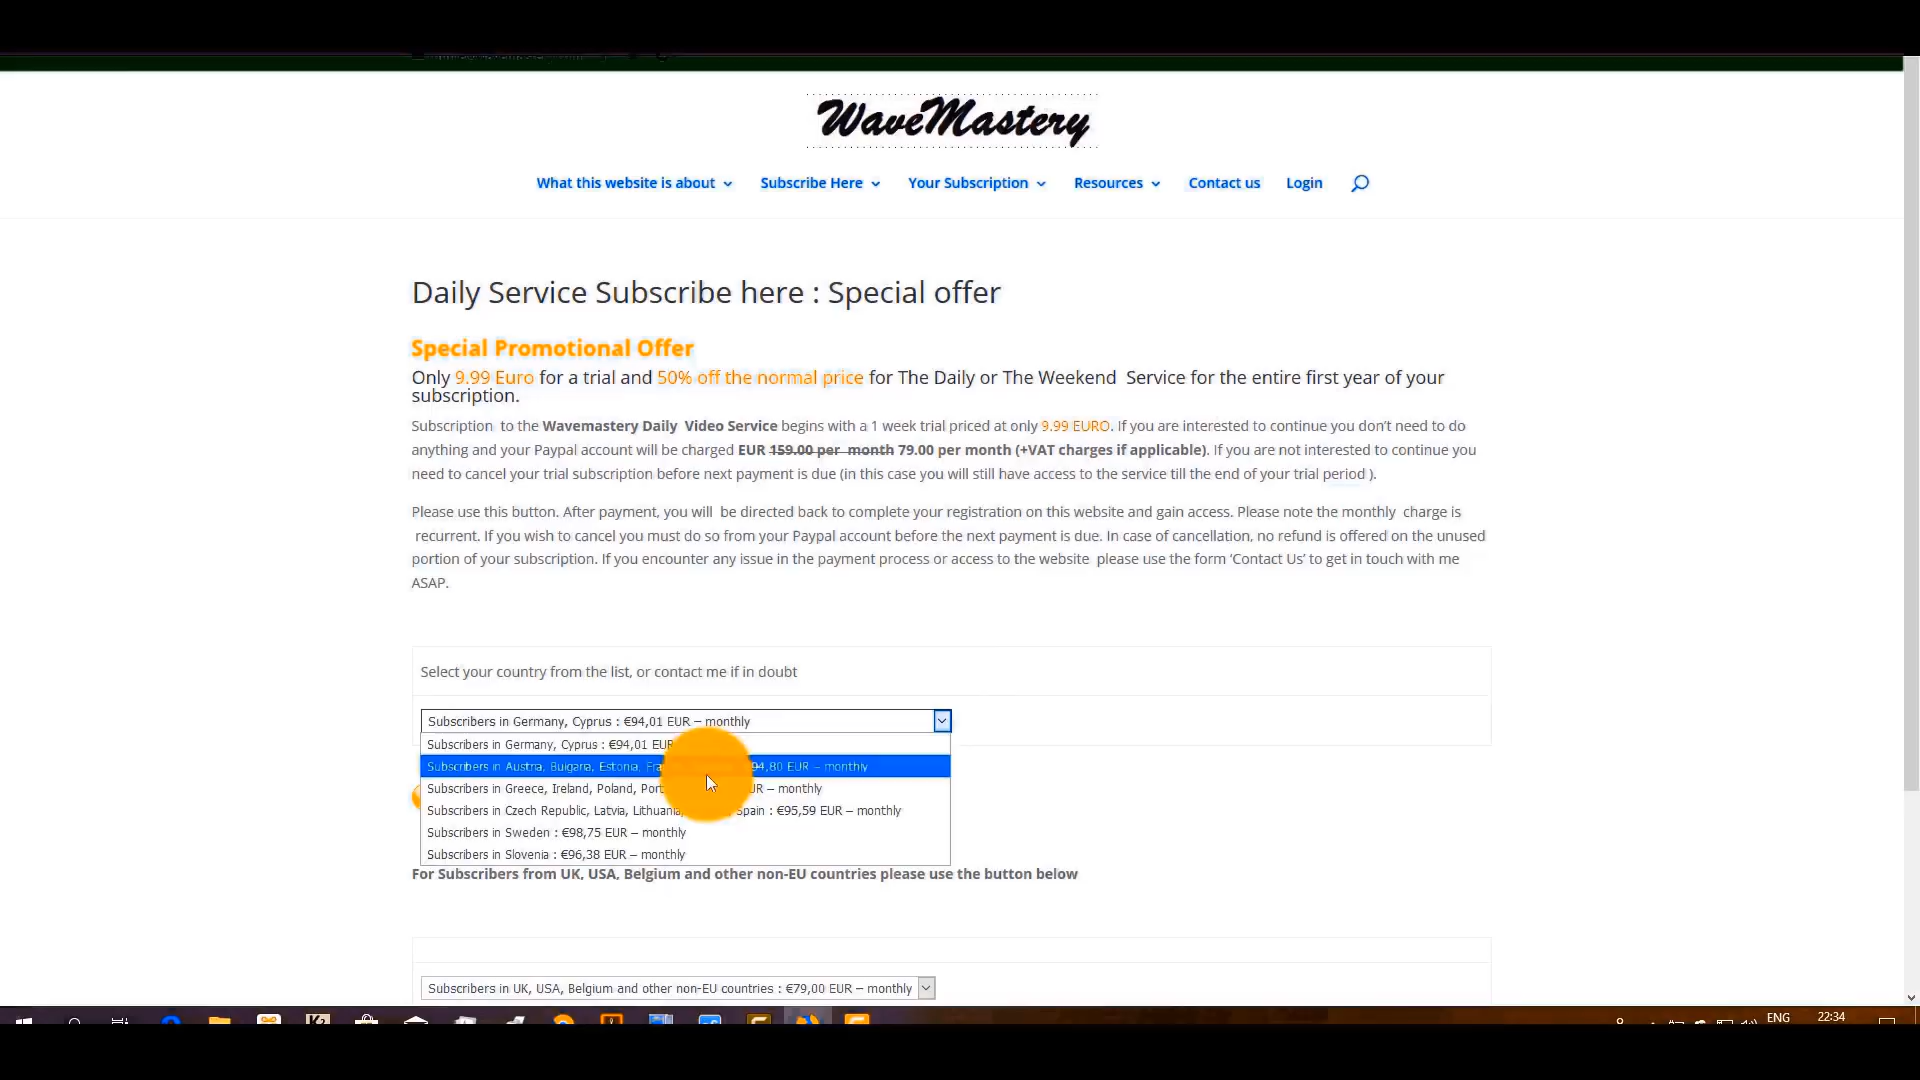 WaveMastery
What this website is about Subscribe Here Your Subscription Resources Contact us Login
Daily Service Subscribe here : Special offer
Special Promotional Offer
Only 9.99 Euro for a trial and 50% off the normal price for The Daily or The Weekend Service for the entire first year of your
subscription.
Subscription to the Wavemastery Daily Video Service begins with a 1 week trial priced at only 9.99 EURO. If you are interested to continue you don't need to do
anything and your Paypal account will be charged EUR 159.00 per month 79.00 per month (+VAT charges if applicable). If you are not interested to continue you
need to cancel your trial subscription before next payment is due (in this case you will still have access to the service till the end of your trial period ).
Please use this button. After payment, you will be directed back to complete your registration on this website and gain access. Please note the monthly charge is
recurrent. If you wish to cancel you must do so from your Paypal account before the next payment is due. In case of cancellation, no refund is offered on the unused
portion of your subscription. If you encounter any issue in the payment process or access to the website please use the form 'Contact Us' to get in touch with me
ASAP.
Select your country from the list, or contact me if in doubt
Subscribers in Germany, Cyprus : €94,01 EUR – monthly
Subscribers in Germany, Cyprus : €94,01 EUR
Subscribers in Austria, Bulgaria, Estonia, 94,80 EUR – monthly
Subscribers in Greece, Ireland, Poland, – monthly
Subscribers in Czech Republic, Latvia, Lithuania, Spain : €95,59 EUR – monthly
Subscribers in Sweden : €98,75 EUR – monthly
Subscribers in Slovenia : €96,38 EUR – monthly
For Subscribers from UK, USA, Belgium and other non-EU countries please use the button below
Subscribers in UK, USA, Belgium and other non-EU countries : €79,00 EUR – monthly
ENG 22:34